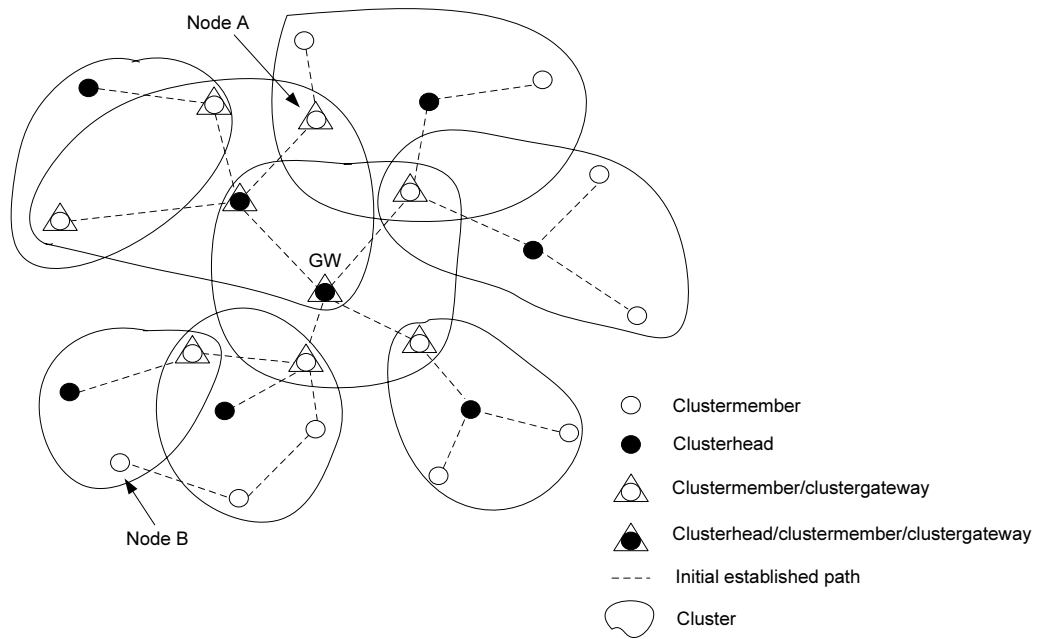 Node A
GW
Node B
Clustermember
Clusterhead
Clustermember/clustergateway
Clusterhead/clustermember/clustergateway
Initial established path
Cluster